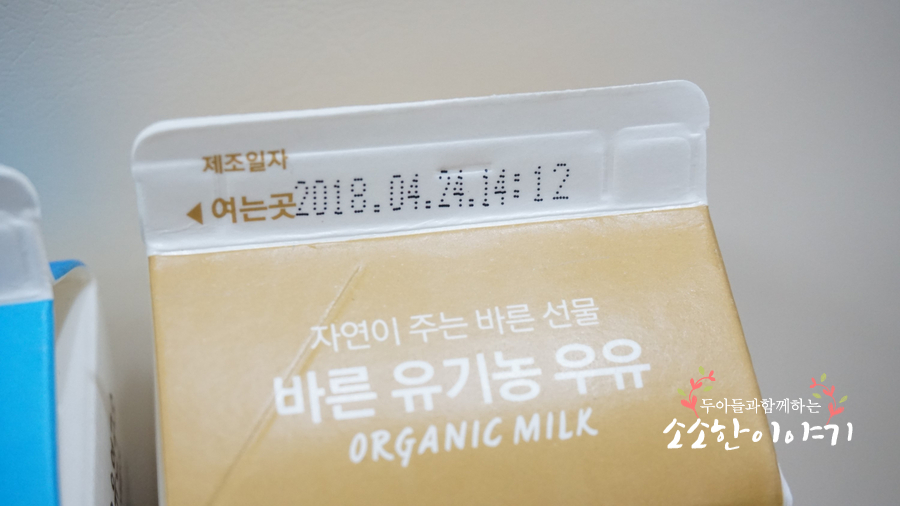 제조일자
◀ 여는곳 2018.04.24.14:12
자연이 주는 바른 선물
바른 유기농 우유
ORGANIC MILK
두아들과함께하는
소소한이야기